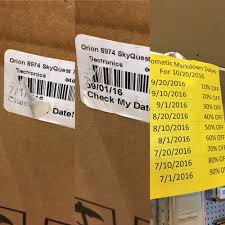 Orion 8974 SkyQuest
Electronics
7/1
Check Date!
Orion 8974 SkyQuest
Electronics
09/01/16
Check My Date!
omatic Markdown Dates
For 10/20/2016
9/20/2016 10% OFF
9/10/2016 20% OFF
9/1/2016 30% OFF
8/20/2016 40% OFF
8/10/2016 50% OFF
8/1/2016 60% OFF
7/20/2016 70% OFF
7/10/2016 80% OFF
7/1/2016 90% OFF